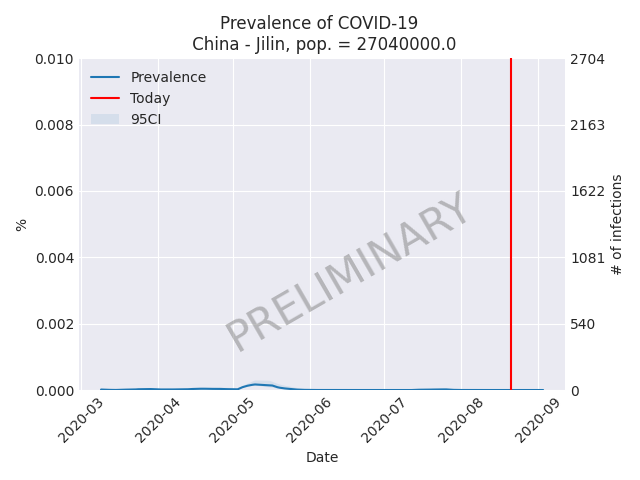 Prevalence of COVID-19
China - Jilin, pop. = 27040000.0
0.010
2704
Prevalence
Today
95CI
0.008
2163
0.006
1622
%
# of infections
PRELIMINARY
0.004
1081
0.002
540
0.000
0
2020-03
2020-04
2020-05
2020-06
2020-07
2020-08
2020-09
Date